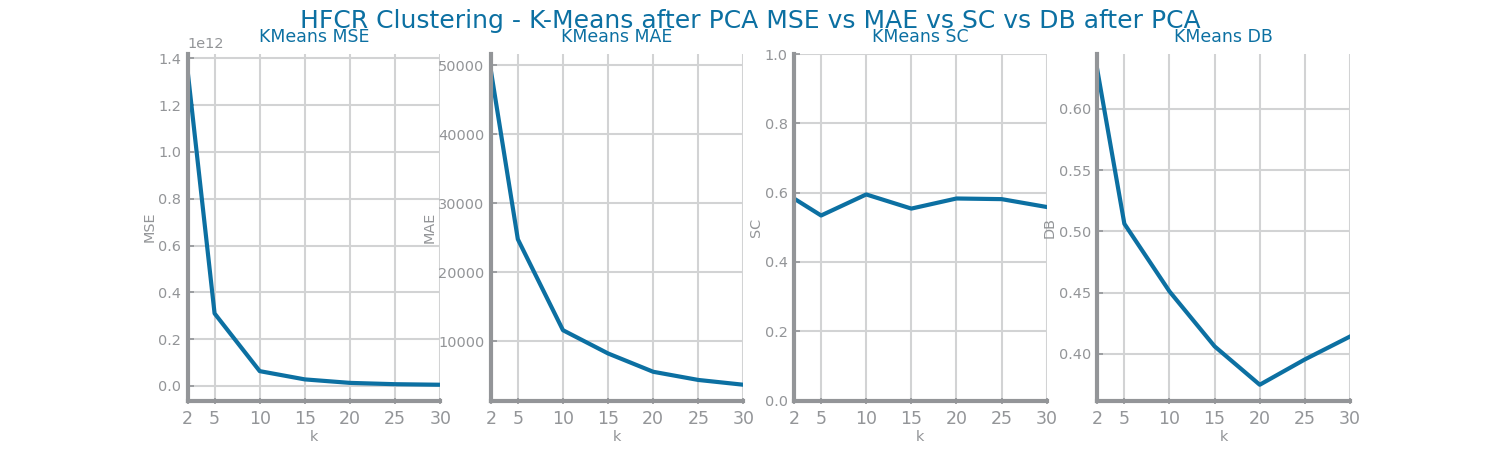 HFCR Clustering - K-Means after PCA MSE vs MAE vs SC vs DB after PCA
KMeans MSE
1e12
1.4
1.2
1.0
0.8
0.6
0.4
0.2
0.0
MSE
2 5 10 15 20 25 30
k
KMeans MAE
50000
40000
30000
20000
10000
MAE
2 5 10 15 20 25 30
k
KMeans SC
1.0
0.8
0.6
0.4
0.2
0.0
SC
2 5 10 15 20 25 30
k
KMeans DB
0.60
0.55
0.50
0.45
0.40
DB
2 5 10 15 20 25 30
k